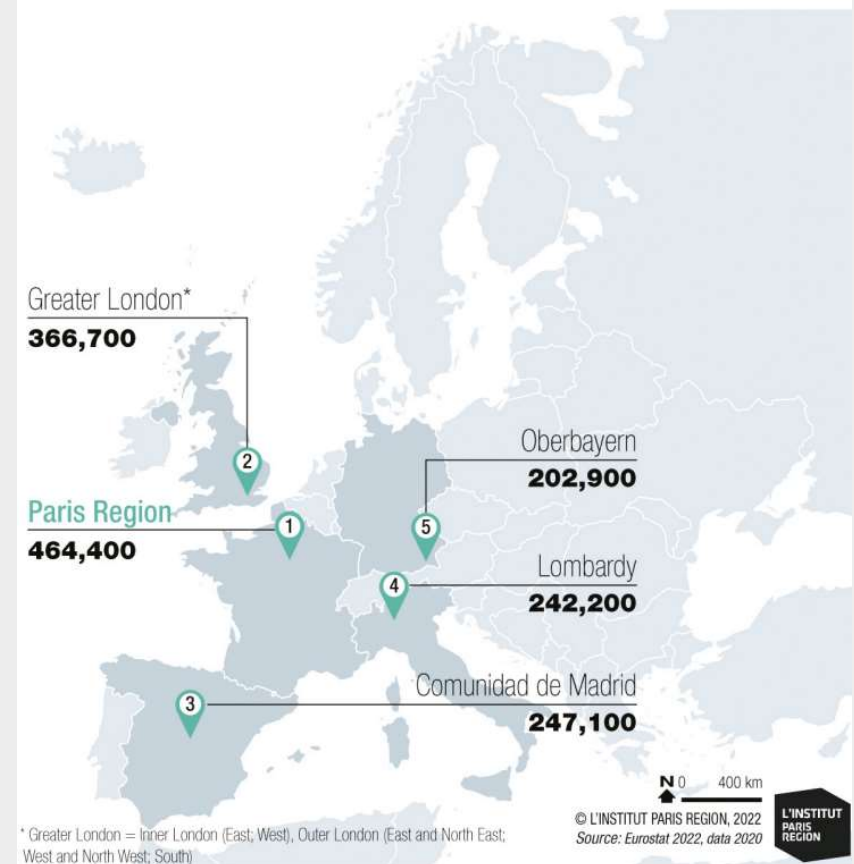 Greater London*
366,700
2
Oberbayern
202,900
Paris Region
464,400
1
5
Lombardy
242,200
4
Comunidad de Madrid
247,100
3
N 0 400 km
© L'INSTITUT PARIS REGION, 2022
Source: Eurostat 2022, data 2020
L'INSTITUT
PARIS
REGION
* Greater London = Inner London (East; West), Outer London (East and North East;
West and North West; South)